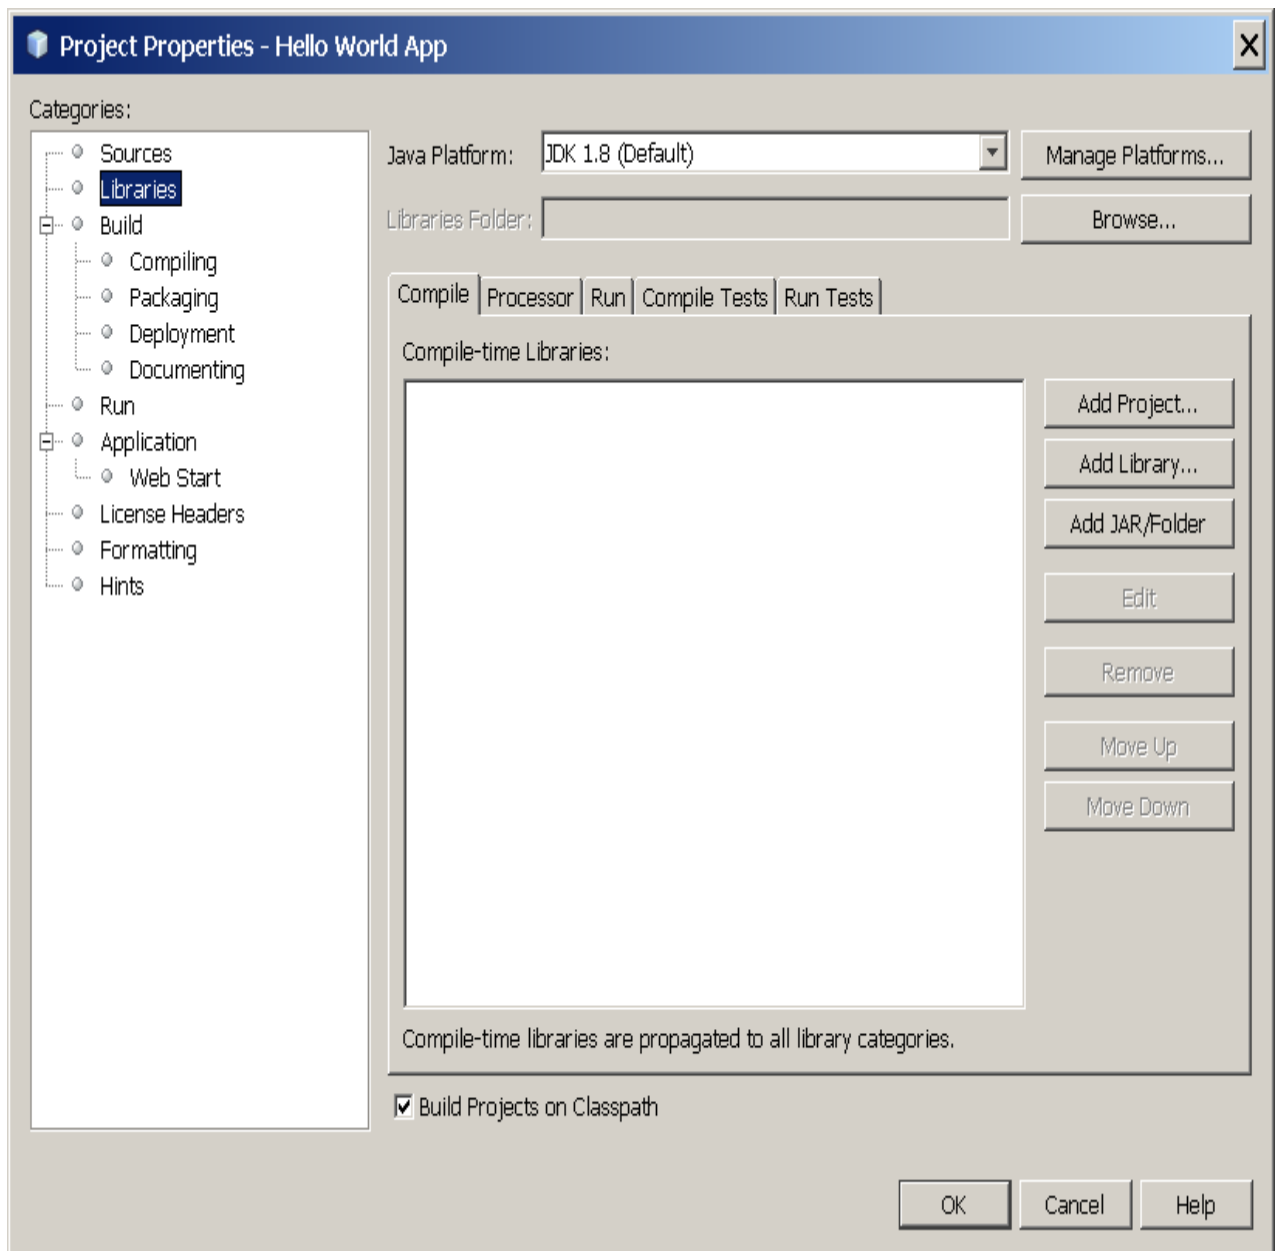 Project Properties - Hello World App
Categories:
Sources
Libraries
Build
Compiling
Packaging
Deployment
Documenting
Run
Application
Web Start
License Headers
Formatting
Hints
Java Platform: JDK 1.8 (Default) Manage Platforms...
Libraries Folder: Browse...
Compile Processor Run Compile Tests Run Tests
Compile-time Libraries:
Add Project...
Add Library...
Add JAR/Folder
Edit
Remove
Move Up
Move Down
Compile-time libraries are propagated to all library categories.
Build Projects on Classpath
OK Cancel Help